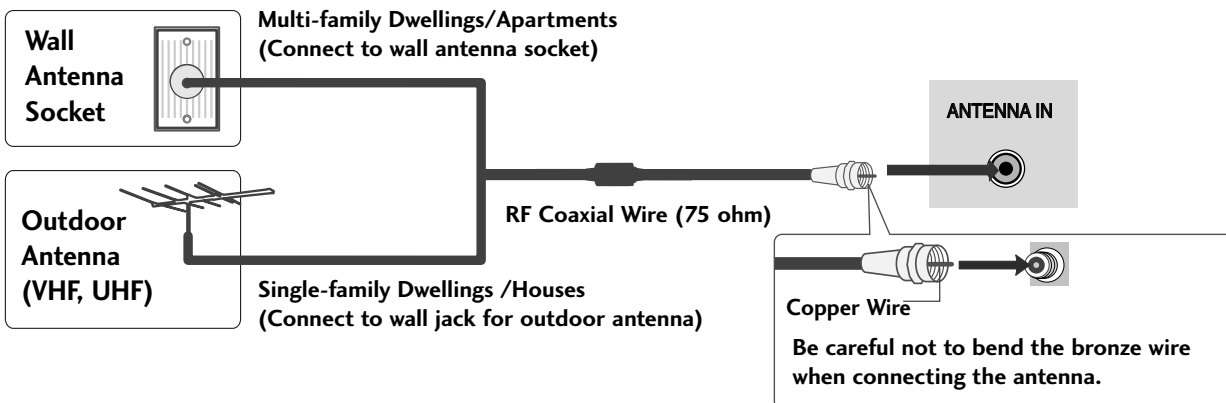 Wall
Antenna
Socket
Multi-family Dwellings/Apartments
(Connect to wall antenna socket)
ANTENNA IN
RF Coaxial Wire (75 ohm)
Outdoor
Antenna
(VHF, UHF)
Single-family Dwellings /Houses
(Connect to wall jack for outdoor antenna)
Copper Wire
Be careful not to bend the bronze wire
when connecting the antenna.